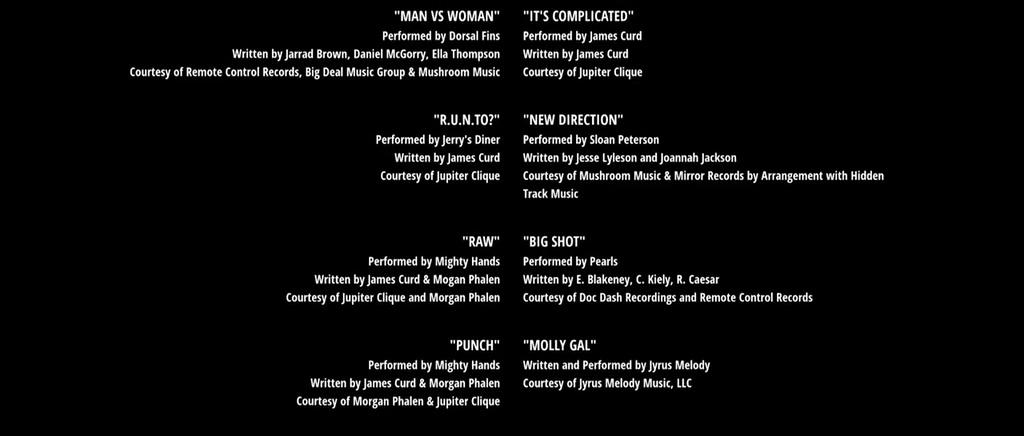 "MAN VS WOMAN"
Performed by Dorsal Fins
Written by Jarrad Brown, Daniel McGorry, Ella Thompson
Courtesy of Remote Control Records, Big Deal Music Group & Mushroom Music
"R.U.N.TO?"
Performed by Jerry's Diner
Written by James Curd
Courtesy of Jupiter Clique
"RAW"
Performed by Mighty Hands
Written by James Curd & Mogan Phalen
Courtesy of Jupiter Clique and Morgan Phalen
"PUNCH"
Performed by Mighty Hands
Written by James Curd & Morgan Phalen
Courtesy of Morgan Phalen & Jupiter Clique
"IT'S COMPLICATED"
Performed by James Curd
Written by James Curd
Courtesy of Jupiter Clique
"NEW DIRECTION"
Performed by Sloan Peterson
Written by Jesse Lyleson and Joannah Jackson
Courtesy of Mushroom Music & Mirror Records by Arrangement with Hidden
Track Music
"BIG SHOT"
Performed by Pearls
Written by E. Blakeney, C. Kiely, R. Caesar
Courtesy of Doc Dash Recordings and Remote Control Records
"MOLLY GAL"
Written and Performed by Jyrus Melody
Courtesy of Jyrus Melody Music, LLC